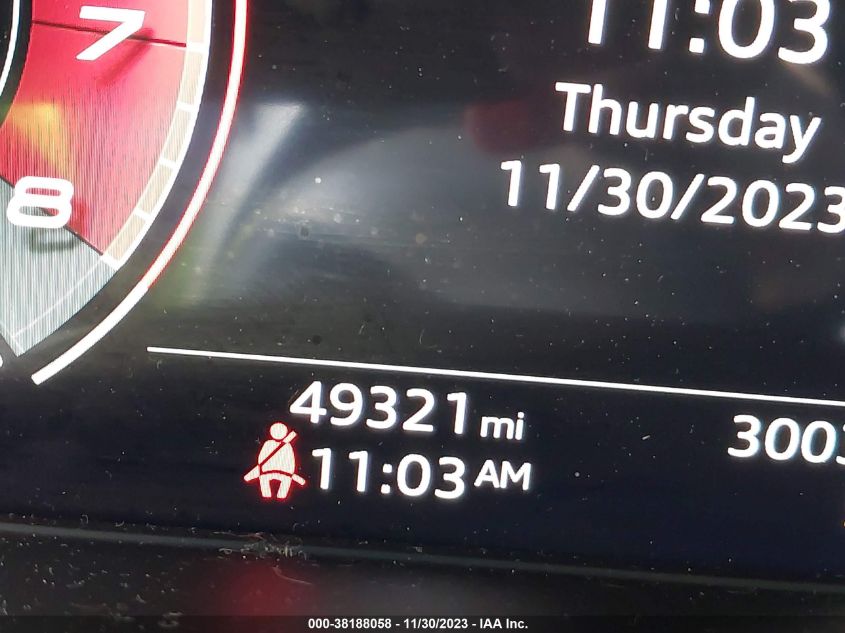 7
8
11:03
Thursday
11/30/2023
49321 mi
11:03 AM
3003
000-38188058 - 11/30/2023 - IAA Inc.